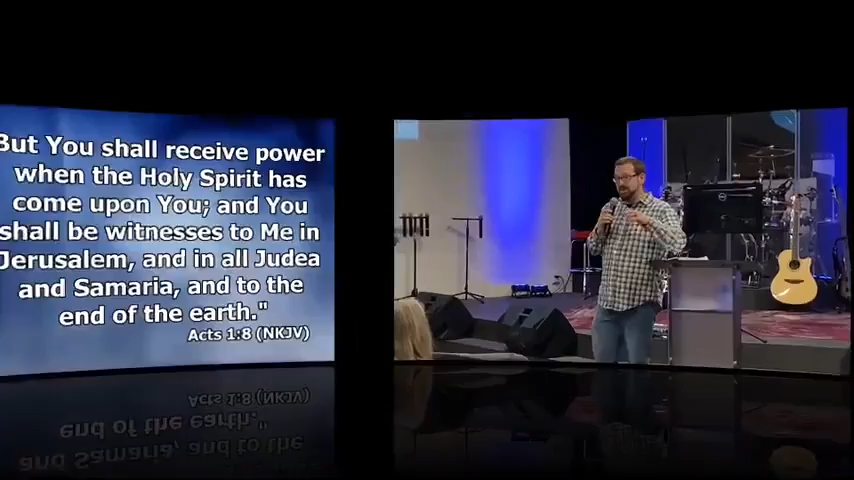 But You shall receive power
when the Holy Spirit has
come upon You; and You
shall be witnesses to Me in
Jerusalem, and in all Judea
and Samaria, and to the
end of the earth."
Acts 1:8 (NKJV)
DELL